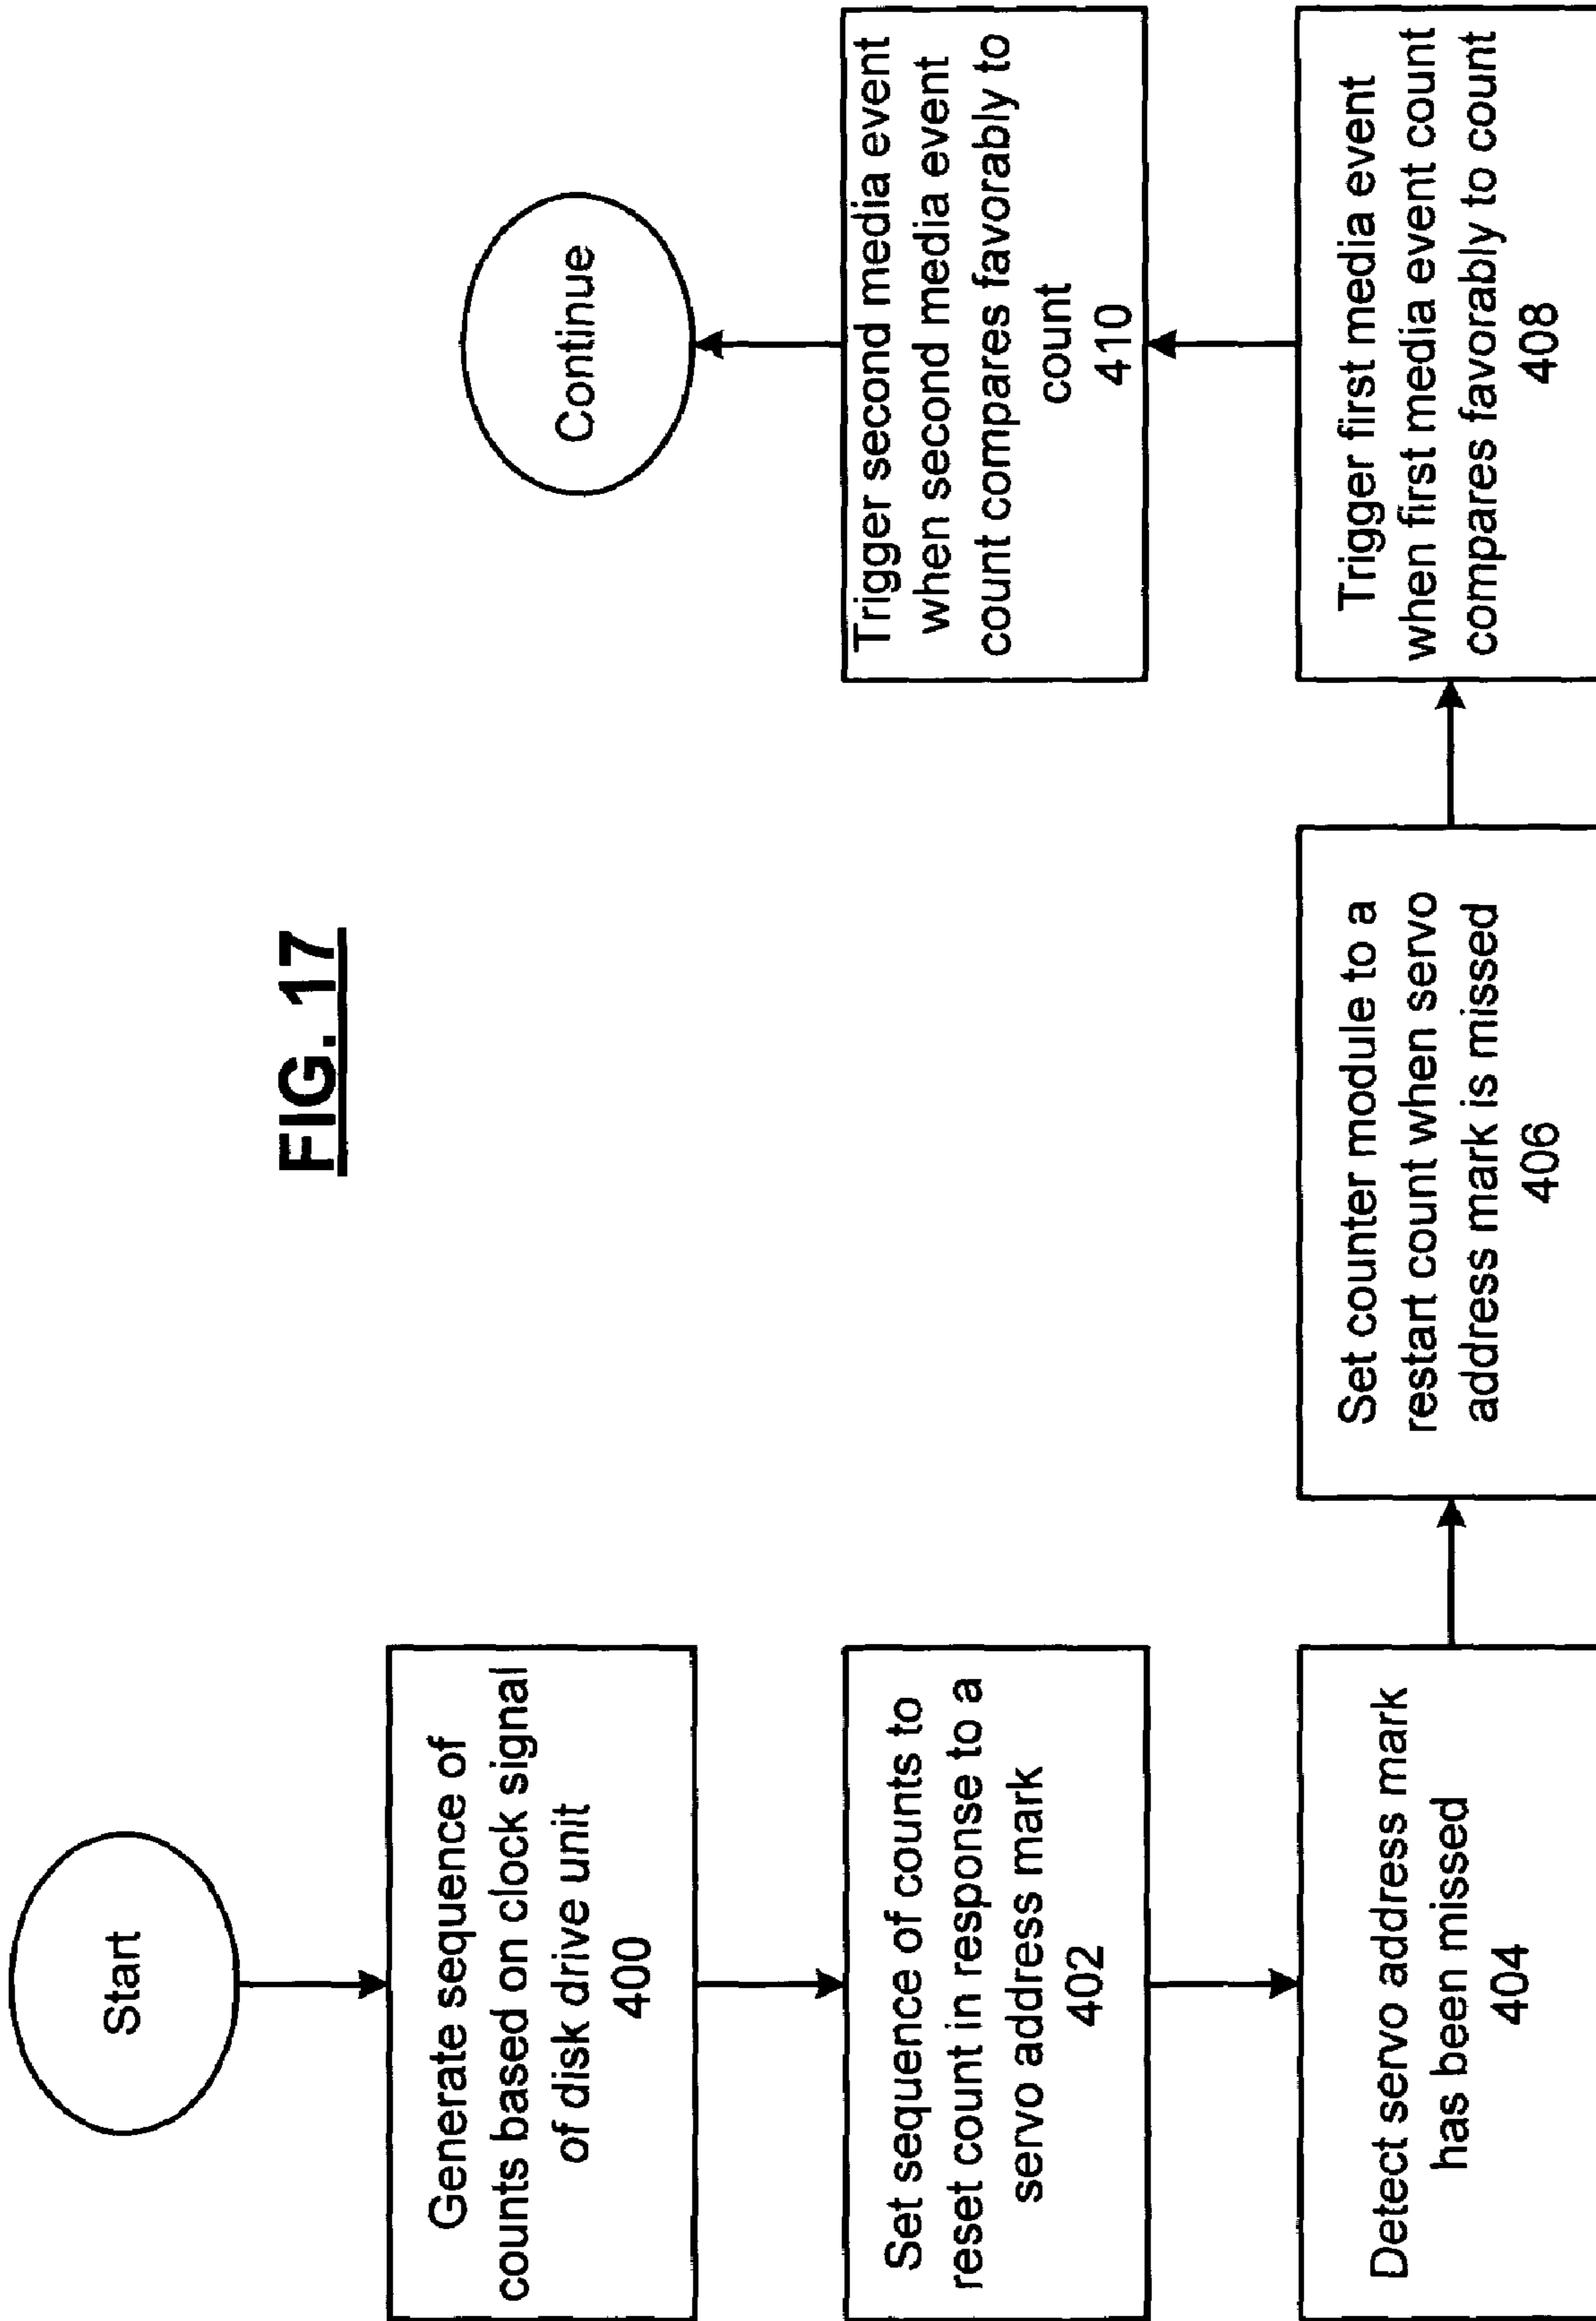 FIG. 17
Start
Generate sequence of
counts based on clock signal
of disk drive unit
400
Set sequence of counts to
reset count in response to a
servo address mark
402
Detect servo address mark
has been missed
404
Set counter module to a
restart count when servo
address mark is missed
406
Trigger first media event
when first media event count
compares favorably to count
408
Trigger second media event
when second media event
count compares favorably to
count
410
Continue